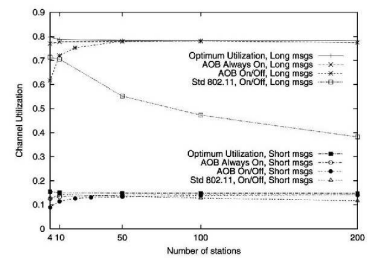 0.9
0.8
0.7
0.6
0.5
0.4
0.3
0.2
0.1
0
Channel Utilization
Optimum Utilization, Long msgs
AOB Always On, Long msgs
AOB On/Off, Long msgs
Std 802.11, On/Off, Long msgs
Optimum Utilization, Short msgs
AOB Always On, Short msgs
AOB On/Off, Short msgs
Std 802.11, On/Off, Short msgs
4 10 50 100 200
Number of stations